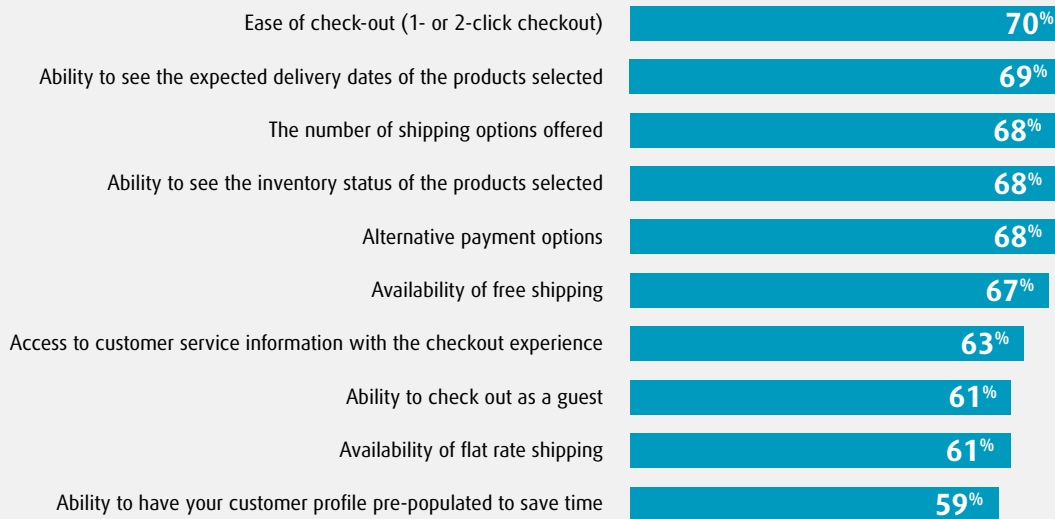 Ease of check-out (1- or 2-click checkout) 70%
Ability to see the expected delivery dates of the products selected 69%
The number of shipping options offered 68%
Ability to see the inventory status of the products selected 68%
Alternative payment options 68%
Availability of free shipping 67%
Access to customer service information with the checkout experience 63%
Ability to check out as a guest 61%
Availability of flat rate shipping 61%
Ability to have your customer profile pre-populated to save time 59%